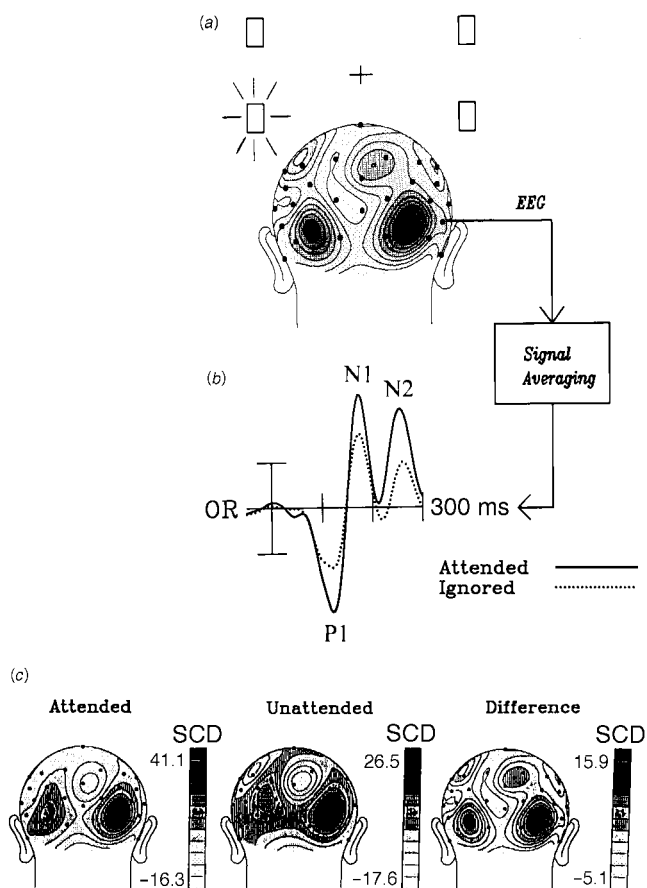 (a)
EEG
Signal
Averaging
(b)
N1 N2
OR
300 ms
Attended
Ignored
P1
(c)
Attended Unattended Difference
SCD SCD SCD
41.1 26.5 15.9
-16.3 -17.6 -5.1